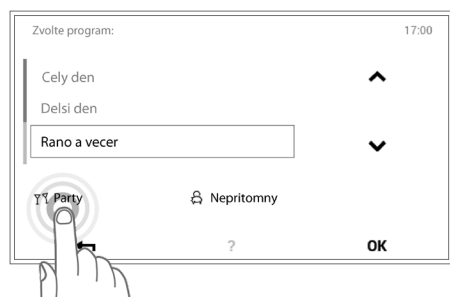 Zvolte program: 17:00
Cely den
Delsi den
Rano a vecer
Party Nepritomny
? OK